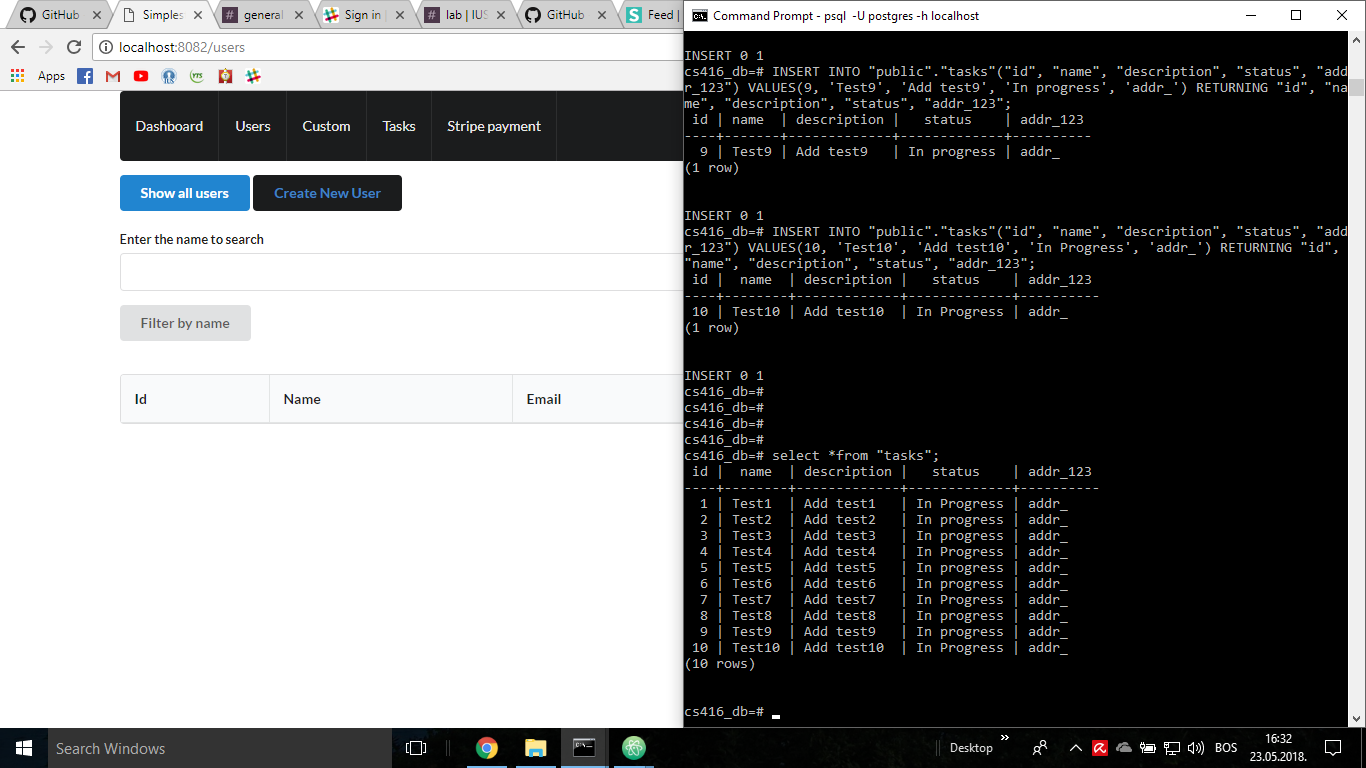 GitHub
Simples
general
Sign in
lab | IUS
GitHub
Feed |
localhost:8082/users
Apps
Dashboard
Users
Custom
Tasks
Stripe payment
Show all users
Create New User
Enter the name to search
Filter by name
Id
Name
Email
Command Prompt - psql -U postgres -h localhost
INSERT 0 1
cs416_db=# INSERT INTO "public"."tasks"("id", "name", "description", "status", "add
r_123") VALUES(9, 'Test9', 'Add test9', 'In progress', 'addr_') RETURNING "id", "na
me", "description", "status", "addr_123";
 id | name  | description |   status    | addr_123
----+-------+-------------+-------------+----------
  9 | Test9 | Add test9   | In progress | addr_
(1 row)
INSERT 0 1
cs416_db=# INSERT INTO "public"."tasks"("id", "name", "description", "status", "add
r_123") VALUES(10, 'Test10', 'Add test10', 'In Progress', 'addr_') RETURNING "id",
"name", "description", "status", "addr_123";
 id |  name  | description |   status    | addr_123
----+--------+-------------+-------------+----------
 10 | Test10 | Add test10  | In Progress | addr_
(1 row)
INSERT 0 1
cs416_db=#
cs416_db=#
cs416_db=#
cs416_db=#
cs416_db=# select *from "tasks";
 id |  name  | description |   status    | addr_123
----+--------+-------------+-------------+----------
  1 | Test1  | Add test1   | In Progress | addr_
  2 | Test2  | Add test2   | In progress | addr_
  3 | Test3  | Add test3   | In progress | addr_
  4 | Test4  | Add test4   | In Progress | addr_
  5 | Test5  | Add test5   | In progress | addr_
  6 | Test6  | Add test6   | In Progress | addr_
  7 | Test7  | Add test7   | In Progress | addr_
  8 | Test8  | Add test8   | In Progress | addr_
  9 | Test9  | Add test9   | In progress | addr_
 10 | Test10 | Add test10  | In Progress | addr_
(10 rows)
cs416_db=#
Search Windows
Desktop
BOS
16:32
23.05.2018.